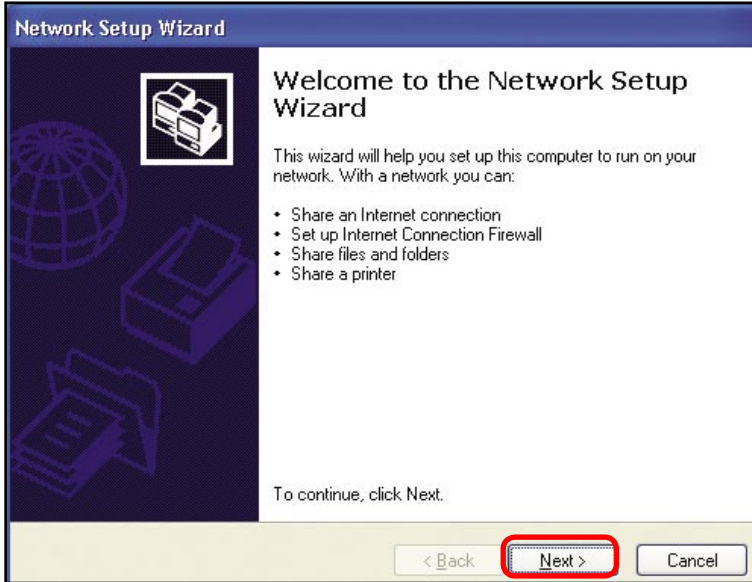 Network Setup Wizard
Welcome to the Network Setup
Wizard
This wizard will help you set up this computer to run on your
network. With a network you can:
• Share an Internet connection
• Set up Internet Connection Firewall
• Share files and folders
• Share a printer
To continue, click Next.
< Back Next > Cancel